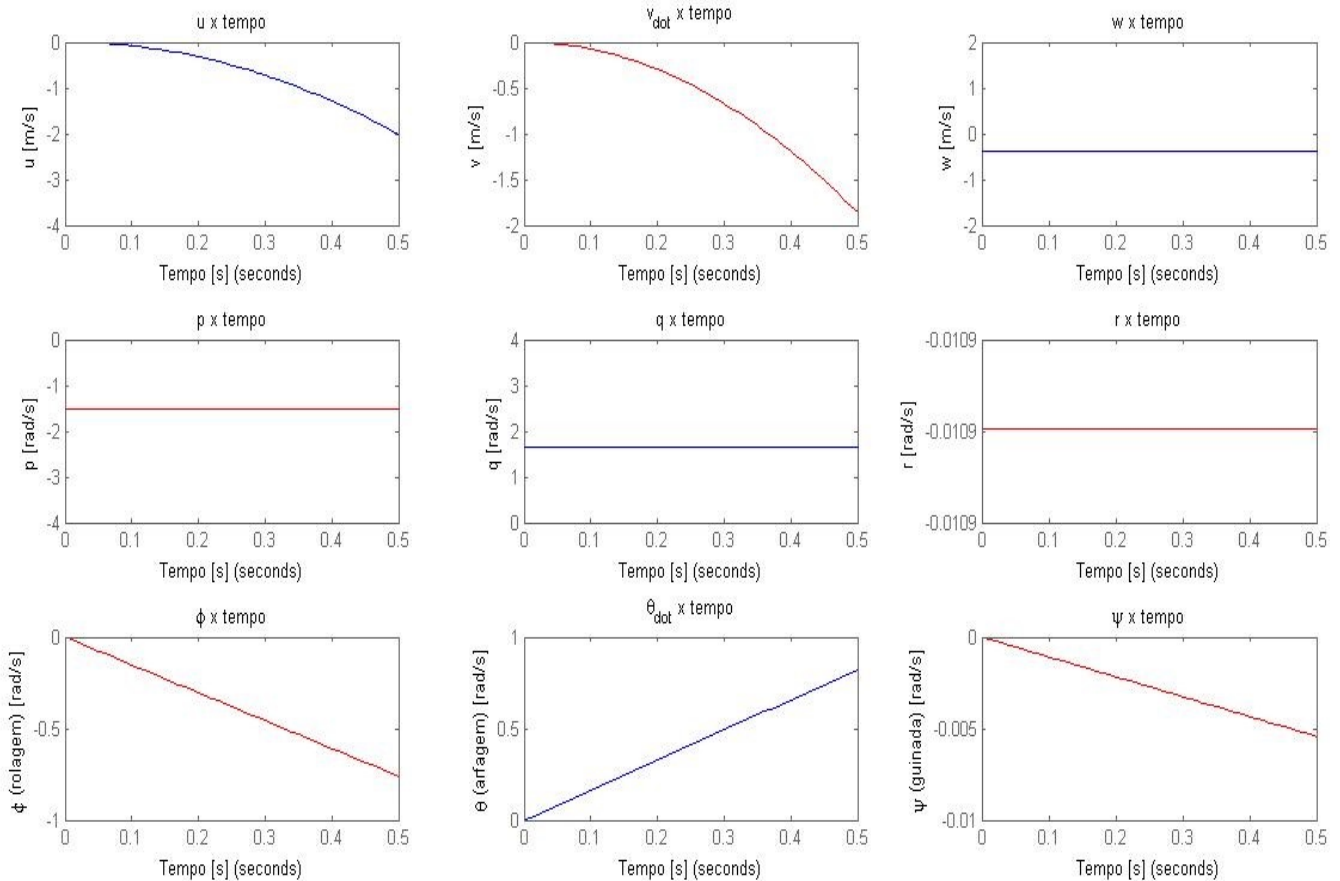 u x tempo
0
-1
-2
-4
u [m/s]
0 0.1 0.2 0.3 0.4 0.5
Tempo [s] (seconds)
v_dot x tempo
0
-0.5
-1
-1.5
-2
v [m/s]
0 0.1 0.2 0.3 0.4 0.5
Tempo [s] (seconds)
w x tempo
2
1
0
-1
-2
w [m/s]
0 0.1 0.2 0.3 0.4 0.5
Tempo [s] (seconds)
p x tempo
0
-1
-2
-3
-4
p [rad/s]
0 0.1 0.2 0.3 0.4 0.5
Tempo [s] (seconds)
q x tempo
4
3
2
1
0
q [rad/s]
0 0.1 0.2 0.3 0.4 0.5
Tempo [s] (seconds)
r x tempo
-0.0109
-0.0109
-0.0109
r [rad/s]
0 0.1 0.2 0.3 0.4 0.5
Tempo [s] (seconds)
ϕ x tempo
0
-0.5
-1
ϕ (rolagem) [rad/s]
0 0.1 0.2 0.3 0.4 0.5
Tempo [s] (seconds)
θ_dot x tempo
1
0.5
0
θ (arfagem) [rad/s]
0 0.1 0.2 0.3 0.4 0.5
Tempo [s] (seconds)
ψ x tempo
0
-0.005
-0.01
ψ (guinada) [rad/s]
0 0.1 0.2 0.3 0.4 0.5
Tempo [s] (seconds)